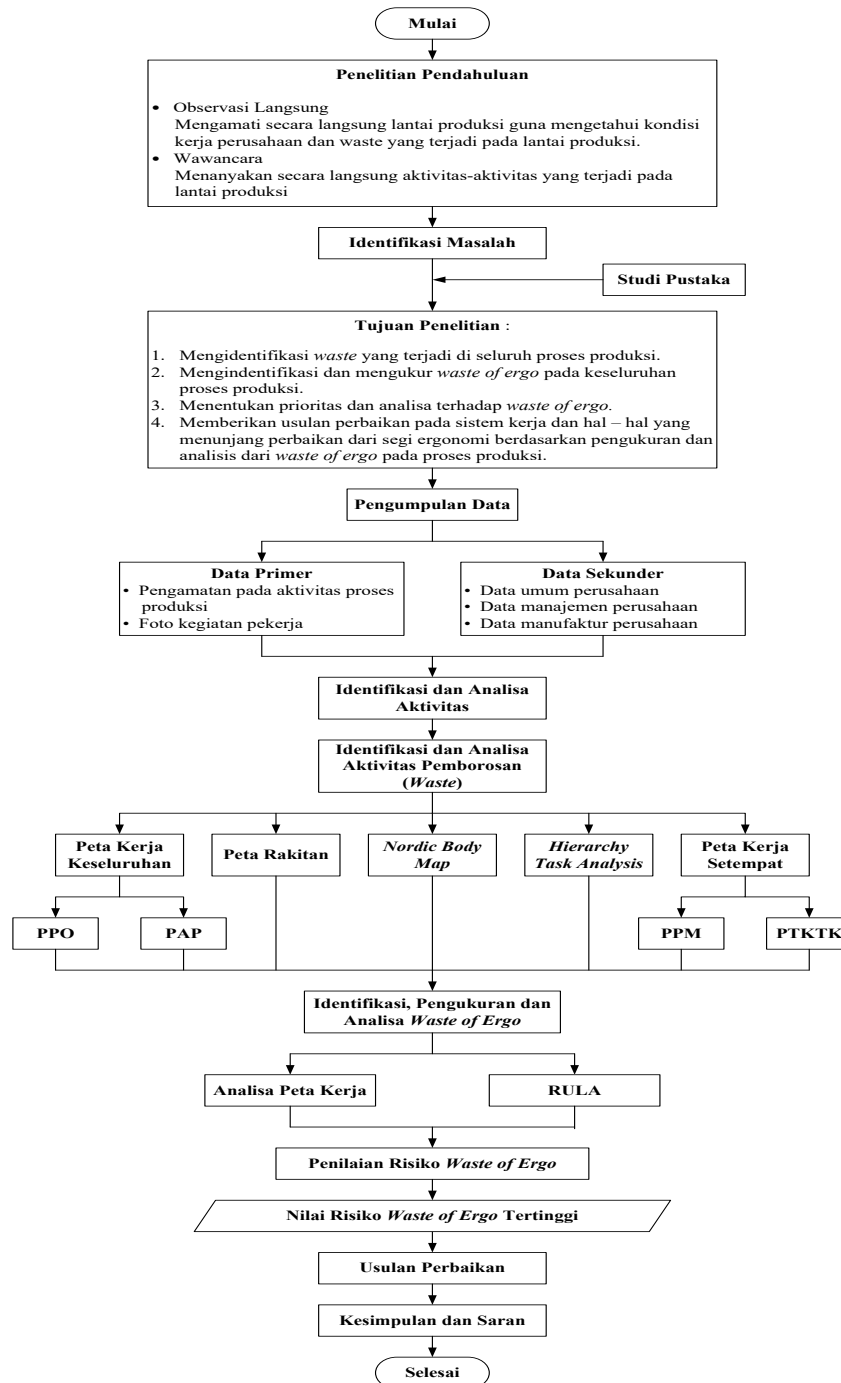 Mulai
Penelitian Pendahuluan
• Observasi Langsung
Mengamati secara langsung lantai produksi guna mengetahui kondisi
kerja perusahaan dan waste yang terjadi pada lantai produksi.
• Wawancara
Menanyakan secara langsung aktivitas-aktivitas yang terjadi pada
lantai produksi
Identifikasi Masalah
Studi Pustaka
Tujuan Penelitian :
1. Mengidentifikasi waste yang terjadi di seluruh proses produksi.
2. Mengindentifikasi dan mengukur waste of ergo pada keseluruhan
proses produksi.
3. Menentukan prioritas dan analisa terhadap waste of ergo.
4. Memberikan usulan perbaikan pada sistem kerja dan hal – hal yang
menunjang perbaikan dari segi ergonomi berdasarkan pengukuran dan
analisis dari waste of ergo pada proses produksi.
Pengumpulan Data
Data Primer
• Pengamatan pada aktivitas proses
produksi
• Foto kegiatan pekerja
Data Sekunder
• Data umum perusahaan
• Data manajemen perusahaan
• Data manufaktur perusahaan
Identifikasi dan Analisa
Aktivitas
Identifikasi dan Analisa
Aktivitas Pemborosan
(Waste)
Peta Kerja
Keseluruhan
Peta Rakitan
Nordic Body
Map
Hierarchy
Task Analysis
Peta Kerja
Setempat
PPO
PAP
PPM
PTKTK
Identifikasi, Pengukuran dan
Analisa Waste of Ergo
Analisa Peta Kerja
RULA
Penilaian Risiko Waste of Ergo
Nilai Risiko Waste of Ergo Tertinggi
Usulan Perbaikan
Kesimpulan dan Saran
Selesai